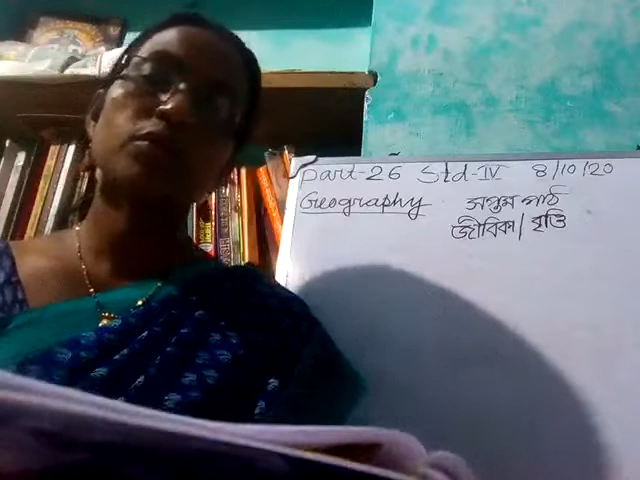 Part-26 Std-IV 8/10/20
Geography সপ্তম পাঠ
জীবিকা / বৃত্তি